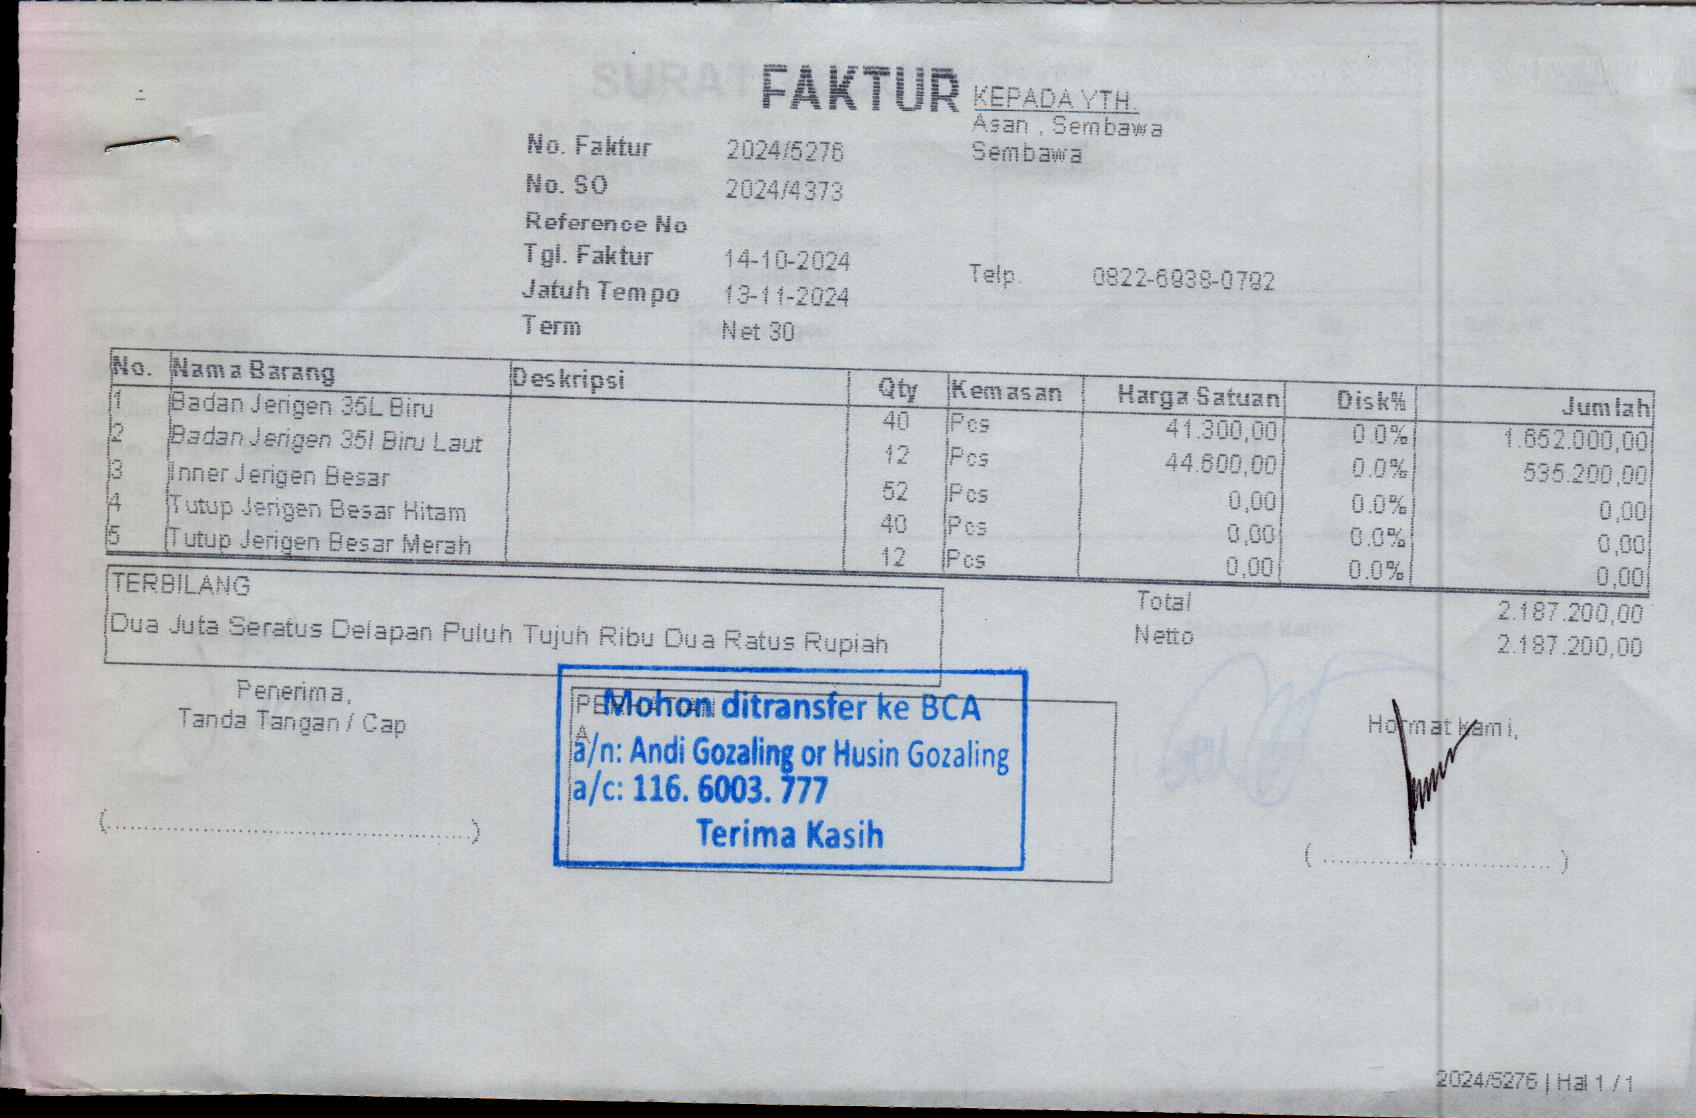 FAKTUR
KEPADA YTH.
Asan , Sembawa
Sembawa
No. Faktur 2024/5276
No. SO 2024/4373
Reference No
Tgl. Faktur 14-10-2024
Telp. 0822-6938-0792
Jatuh Tempo 13-11-2024
Term Net 30
No. Nama Barang Deskripsi Qty Kemasan Harga Satuan Disk% Jumlah
1 Badan Jerigen 35L Biru 40 Pcs 41.300,00 0.0% 1.652.000,00
2 Badan Jerigen 35l Biru Laut 12 Pcs 44.600,00 0.0% 535.200,00
3 Inner Jerigen Besar 52 Pcs 0,00 0.0% 0,00
4 Tutup Jerigen Besar Hitam 40 Pcs 0,00 0.0% 0,00
5 Tutup Jerigen Besar Merah 12 Pcs 0,00 0.0% 0,00
TERBILANG
Dua Juta Seratus Delapan Puluh Tujuh Ribu Dua Ratus Rupiah
Total 2.187.200,00
Netto 2.187.200,00
Penerima,
Tanda Tangan / Cap
Mohon ditransfer ke BCA
a/n: Andi Gozaling or Husin Gozaling
a/c: 116. 6003. 777
Terima Kasih
Hormat kami,
2024/5276 | Hal 1 / 1